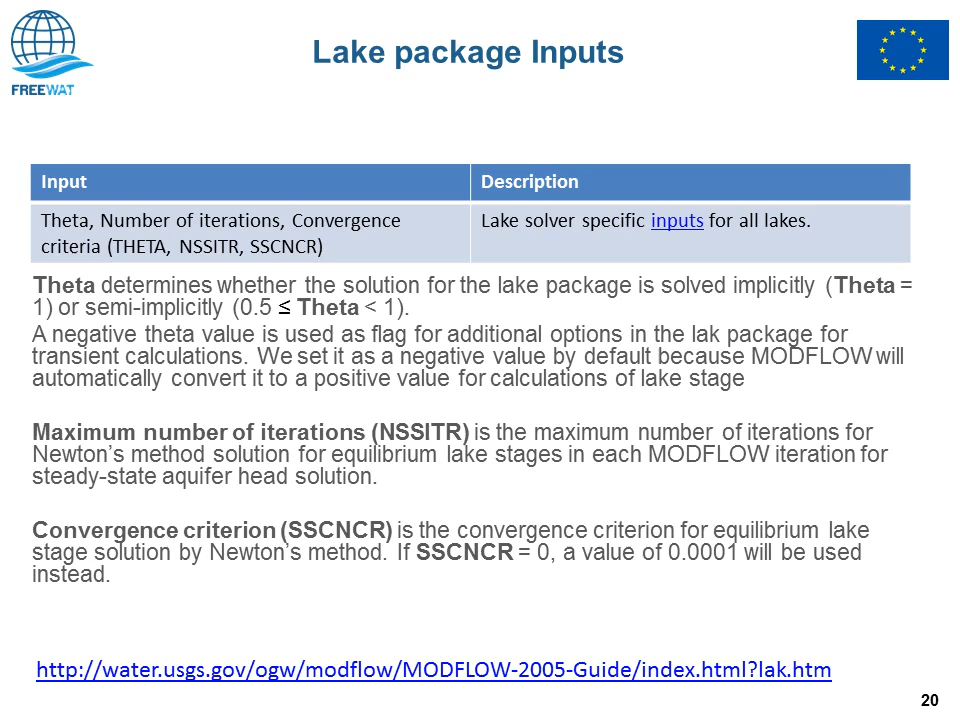 Lake package Inputs
FREEWAT
Input Description
Theta, Number of iterations, Convergence Lake solver specific inputs for all lakes.
criteria (THETA, NSSITR, SSCNCR)
Theta determines whether the solution for the lake package is solved implicitly (Theta =
1) or semi-implicitly (0.5 ≤ Theta < 1).
A negative theta value is used as flag for additional options in the lak package for
transient calculations. We set it as a negative value by default because MODFLOW will
automatically convert it to a positive value for calculations of lake stage
Maximum number of iterations (NSSITR) is the maximum number of iterations for
Newton’s method solution for equilibrium lake stages in each MODFLOW iteration for
steady-state aquifer head solution.
Convergence criterion (SSCNCR) is the convergence criterion for equilibrium lake
stage solution by Newton’s method. If SSCNCR = 0, a value of 0.0001 will be used
instead.
http://water.usgs.gov/ogw/modflow/MODFLOW-2005-Guide/index.html?lak.htm
20